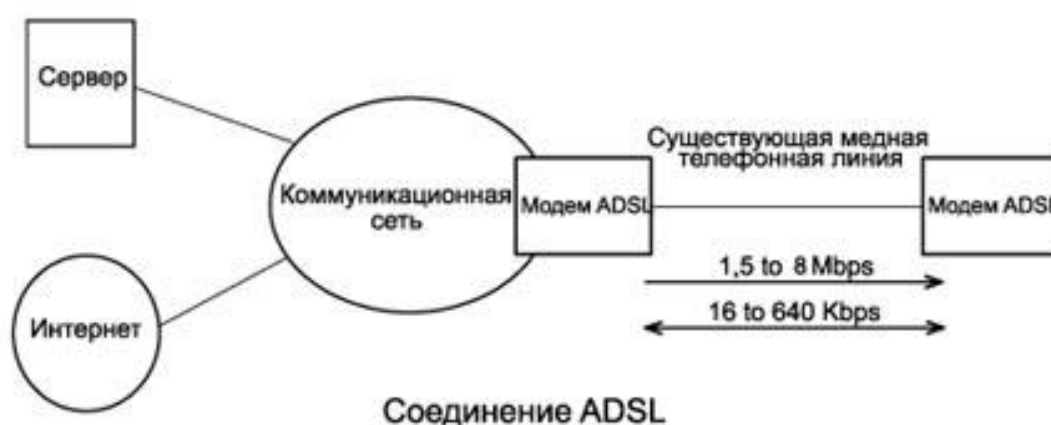 Сервер
Существующая медная
телефонная линия
Коммуникационная
сеть
Модем ADSL
Модем ADSL
1,5 to 8 Mbps
16 to 640 Kbps
Интернет
Соединение ADSL